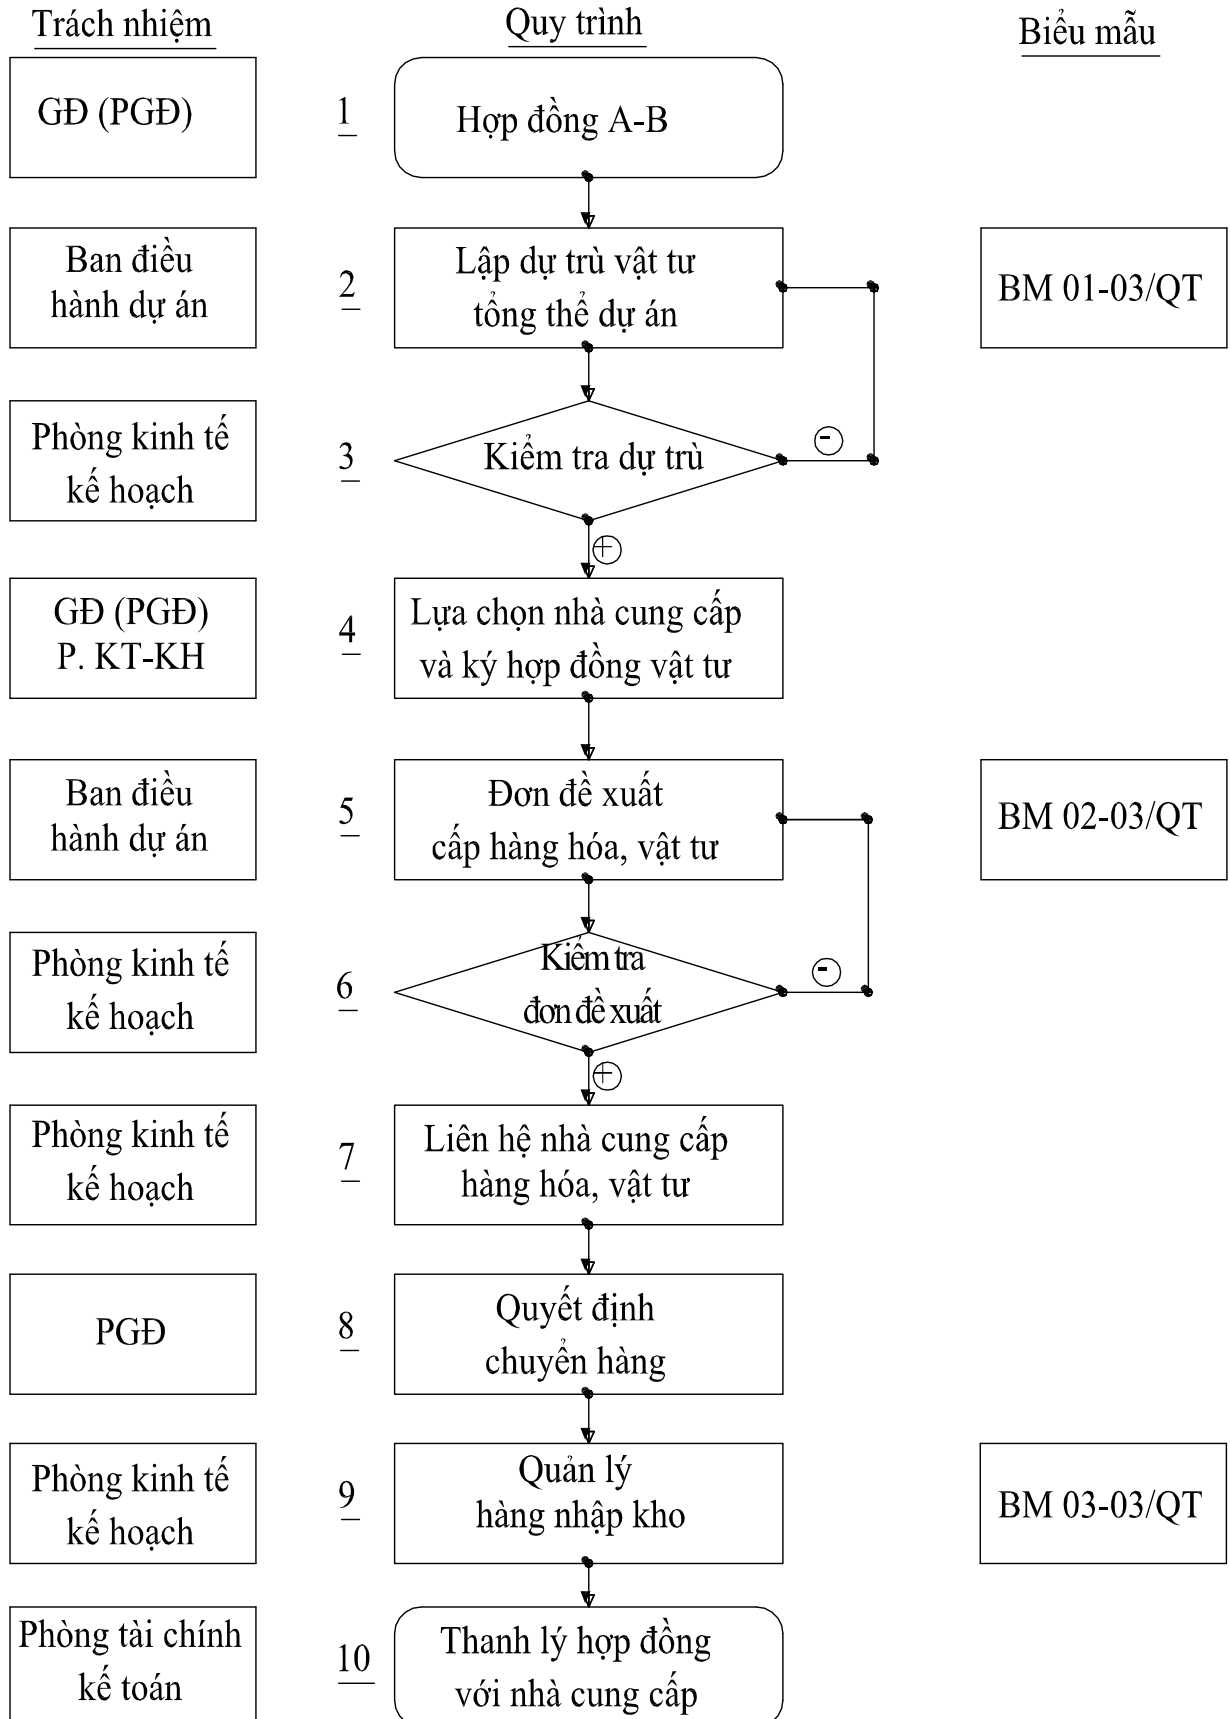 Trách nhiệm
Quy trình
Biểu mẫu
GĐ (PGĐ)
1
Hợp đồng A-B
Ban điều
hành dự án
2
Lập dự trù vật tư
tổng thể dự án
BM 01-03/QT
Phòng kinh tế
kế hoạch
3
Kiểm tra dự trù
-
+
GĐ (PGĐ)
P. KT-KH
4
Lựa chọn nhà cung cấp
và ký hợp đồng vật tư
Ban điều
hành dự án
5
Đơn đề xuất
cấp hàng hóa, vật tư
BM 02-03/QT
Phòng kinh tế
kế hoạch
6
Kiểm tra
đơn đề xuất
-
+
Phòng kinh tế
kế hoạch
7
Liên hệ nhà cung cấp
hàng hóa, vật tư
PGĐ
8
Quyết định
chuyển hàng
Phòng kinh tế
kế hoạch
9
Quản lý
hàng nhập kho
BM 03-03/QT
Phòng tài chính
kế toán
10
Thanh lý hợp đồng
với nhà cung cấp